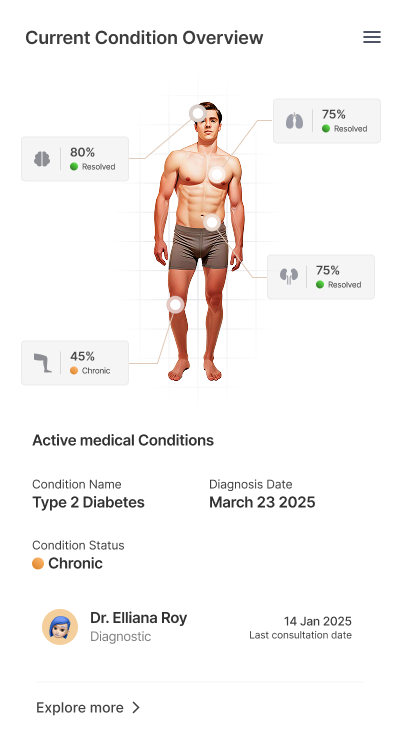 Current Condition Overview
75%
Resolved
80%
Resolved
75%
Resolved
45%
Chronic
Active medical Conditions
Condition Name
Type 2 Diabetes
Diagnosis Date
March 23 2025
Condition Status
Chronic
Dr. Elliana Roy
Diagnostic
14 Jan 2025
Last consultation date
Explore more